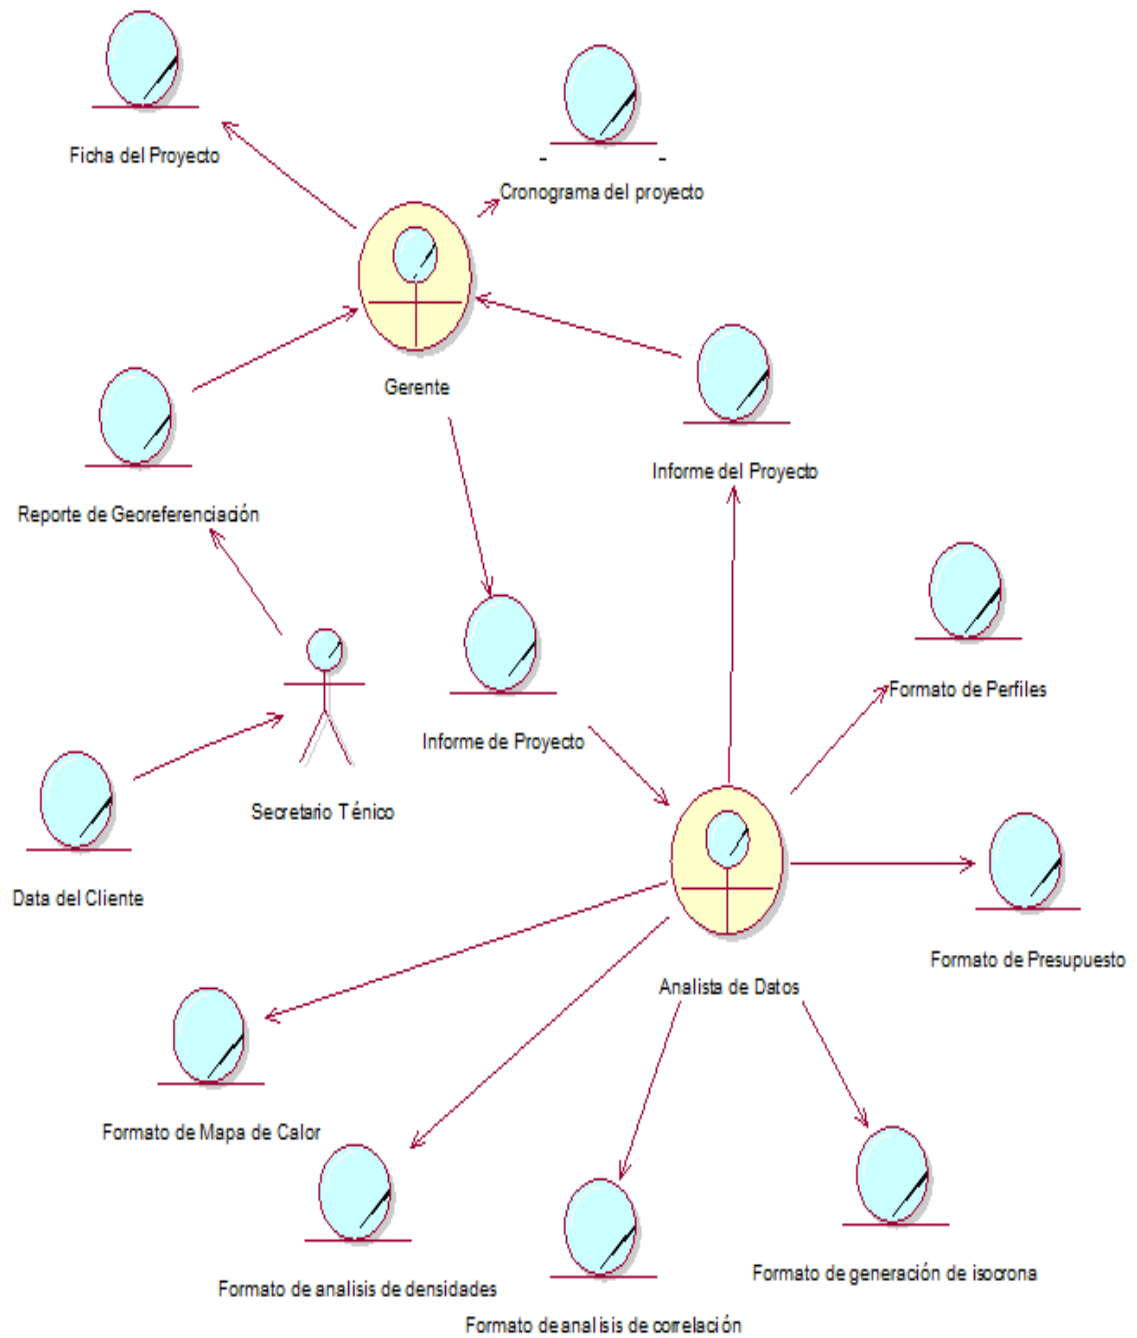 Ficha del Proyecto
Cronograma del proyecto
Gerente
Informe del Proyecto
Reporte de Georeferenciación
Formato de Perfiles
Informe de Proyecto
Secretario Ténico
Data del Cliente
Formato de Presupuesto
Analista de Datos
Formato de Mapa de Calor
Formato de generación de isocrona
Formato de analisis de densidades
Formato de analisis de correlación